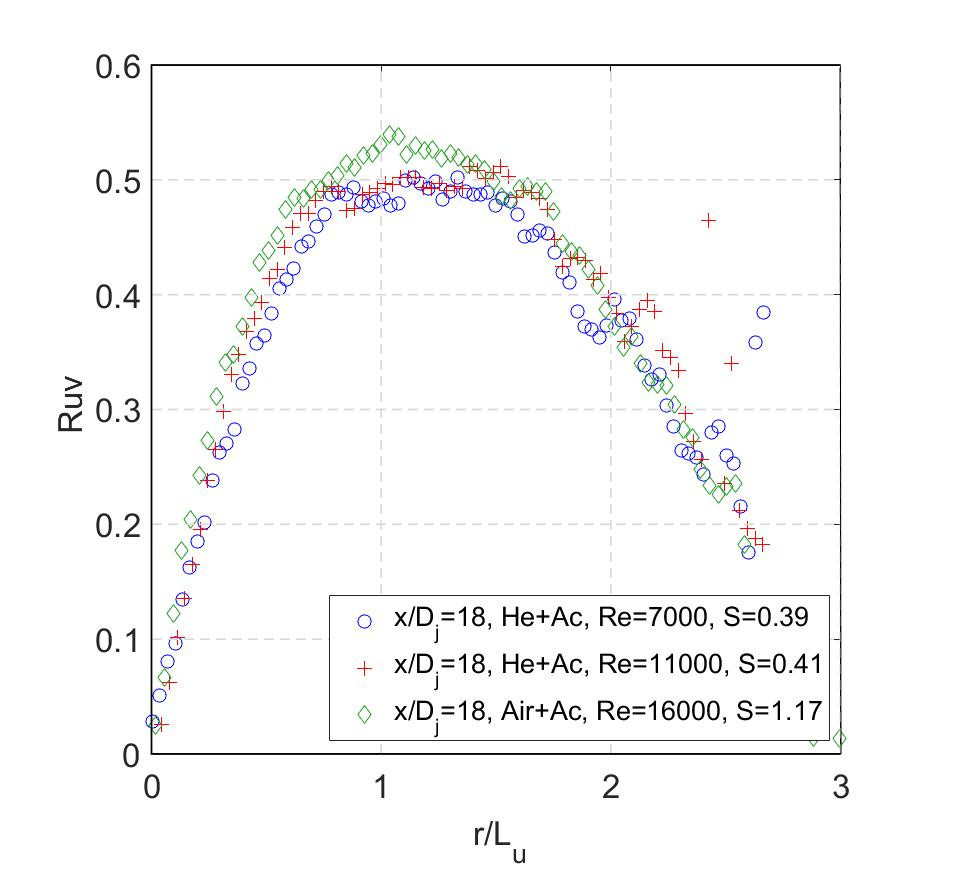 0.6
0.5
0.4
0.3
0.2
0.1
0
Ruv
x/Dj=18, He+Ac, Re=7000, S=0.39
x/Dj=18, He+Ac, Re=11000, S=0.41
x/Dj=18, Air+Ac, Re=16000, S=1.17
0 1 2 3
r/Lu